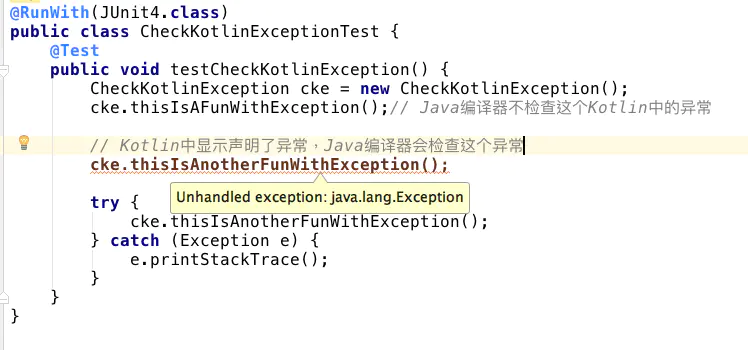 @RunWith(JUnit4.class)
public class CheckKotlinExceptionTest {
    @Test
    public void testCheckKotlinException() {
        CheckKotlinException cke = new CheckKotlinException();
        cke.thisIsAFunWithException();// Java编译器不检查这个Kotlin中的异常
        // Kotlin中显示声明了异常，Java编译器会检查这个异常
        cke.thisIsAnotherFunWithException();
Unhandled exception: java.lang.Exception
        try {
            cke.thisIsAnotherFunWithException();
        } catch (Exception e) {
            e.printStackTrace();
        }
    }
}